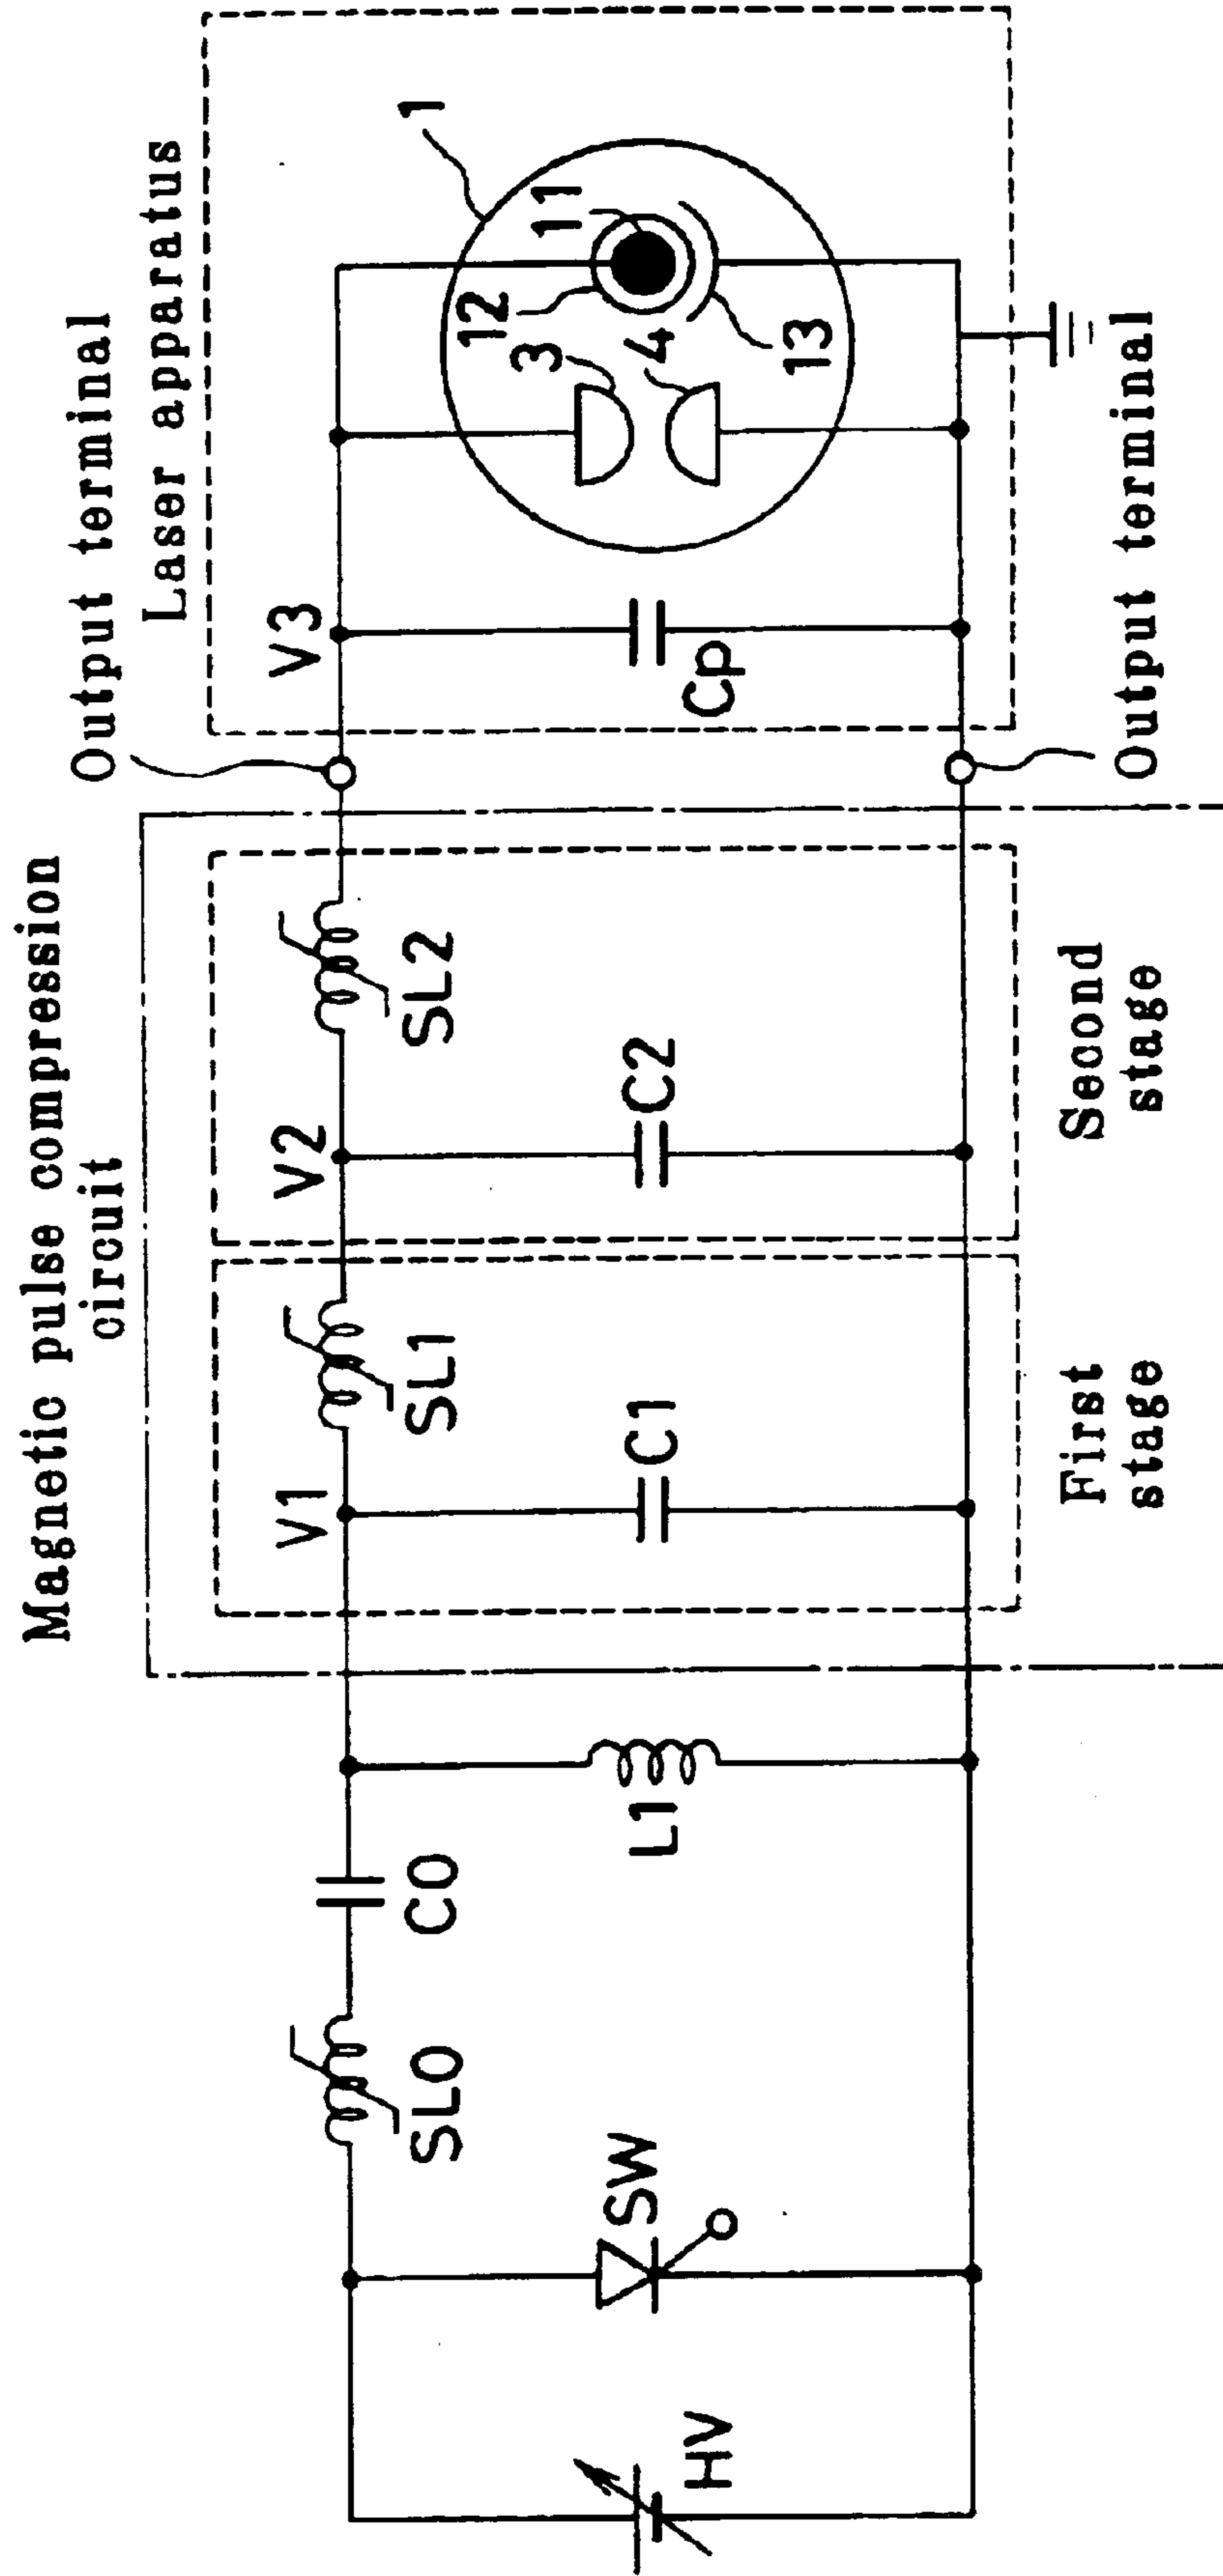 Magnetic pulse compression
circuit
Output terminal
Laser apparatus
HV
SW
SL0
C0
L1
V1
SL1
C1
First
stage
V2
SL2
C2
Second
stage
V3
Cp
1
11
12
3
4
13
Output terminal